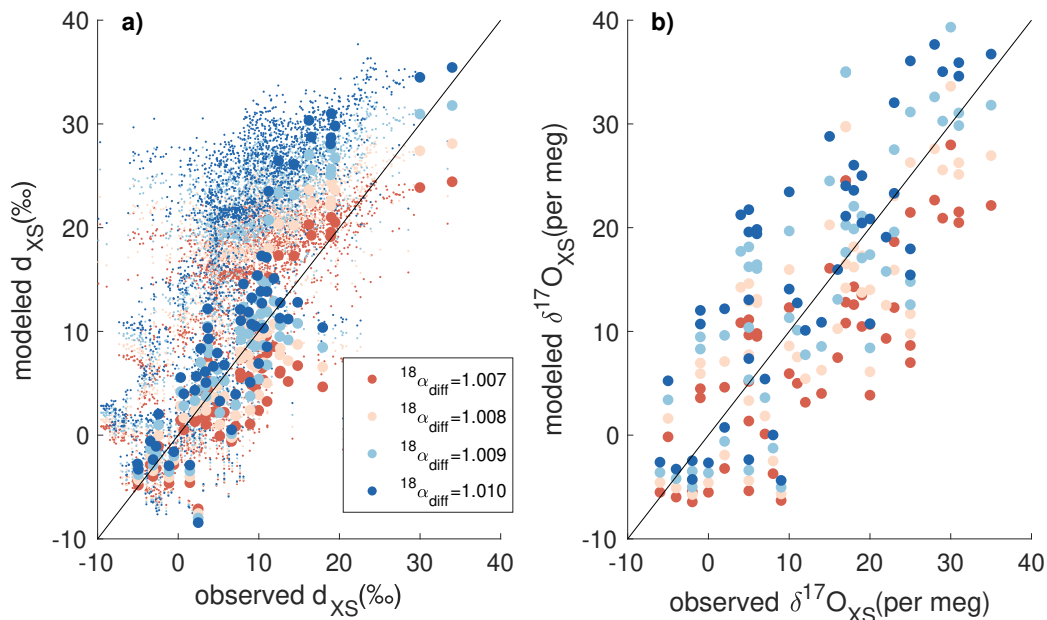 a)
40
30
20
10
0
-10
modeled d_XS(‰)
-10 0 10 20 30 40
observed d_XS(‰)
¹⁸α_diff=1.007
¹⁸α_diff=1.008
¹⁸α_diff=1.009
¹⁸α_diff=1.010
b)
40
30
20
10
0
-10
modeled δ¹⁷O_XS(per meg)
-10 0 10 20 30 40
observed δ¹⁷O_XS(per meg)